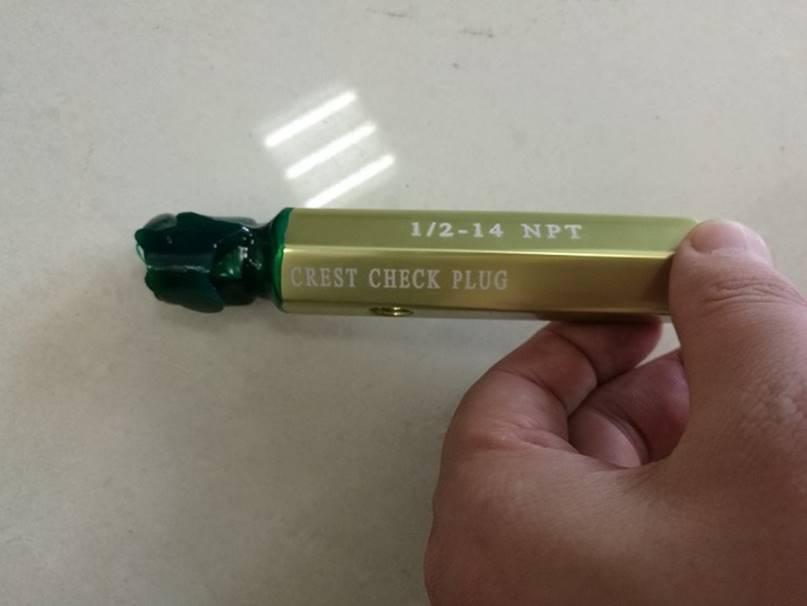 1/2-14 NPT
CREST CHECK PLUG